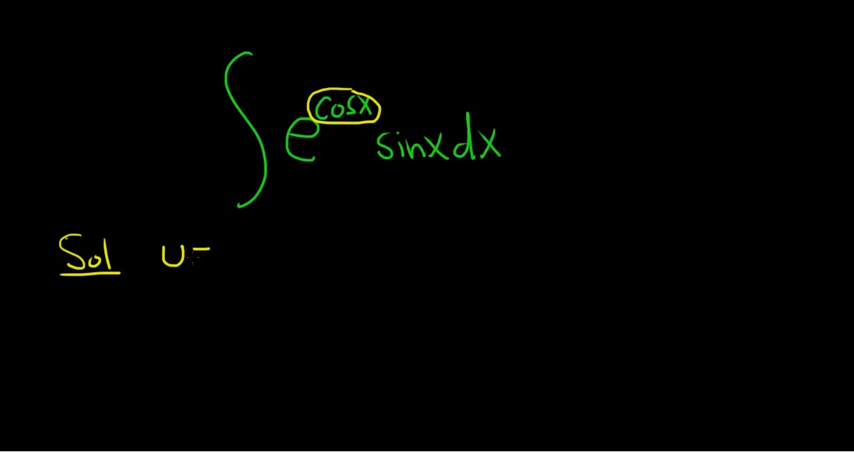 ∫ e^cosx sinx dx
Sol u=